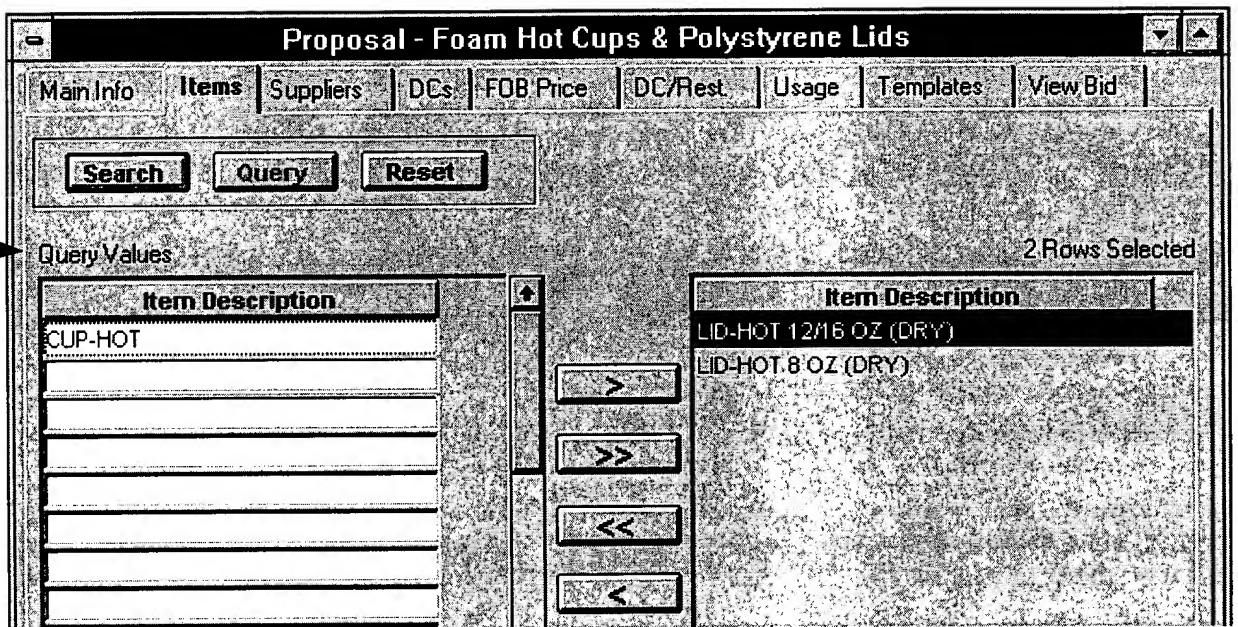 Proposal - Foam Hot Cups & Polystyrene Lids
Main Info Items Suppliers DCs FOB Price DC/Rest. Usage Templates View Bid
Search Query Reset
Query Values 2 Rows Selected
Item Description Item Description
CUP-HOT LID-HOT 12/16 OZ (DRY)
LID-HOT 8 OZ (DRY)
>
>>
<<
<